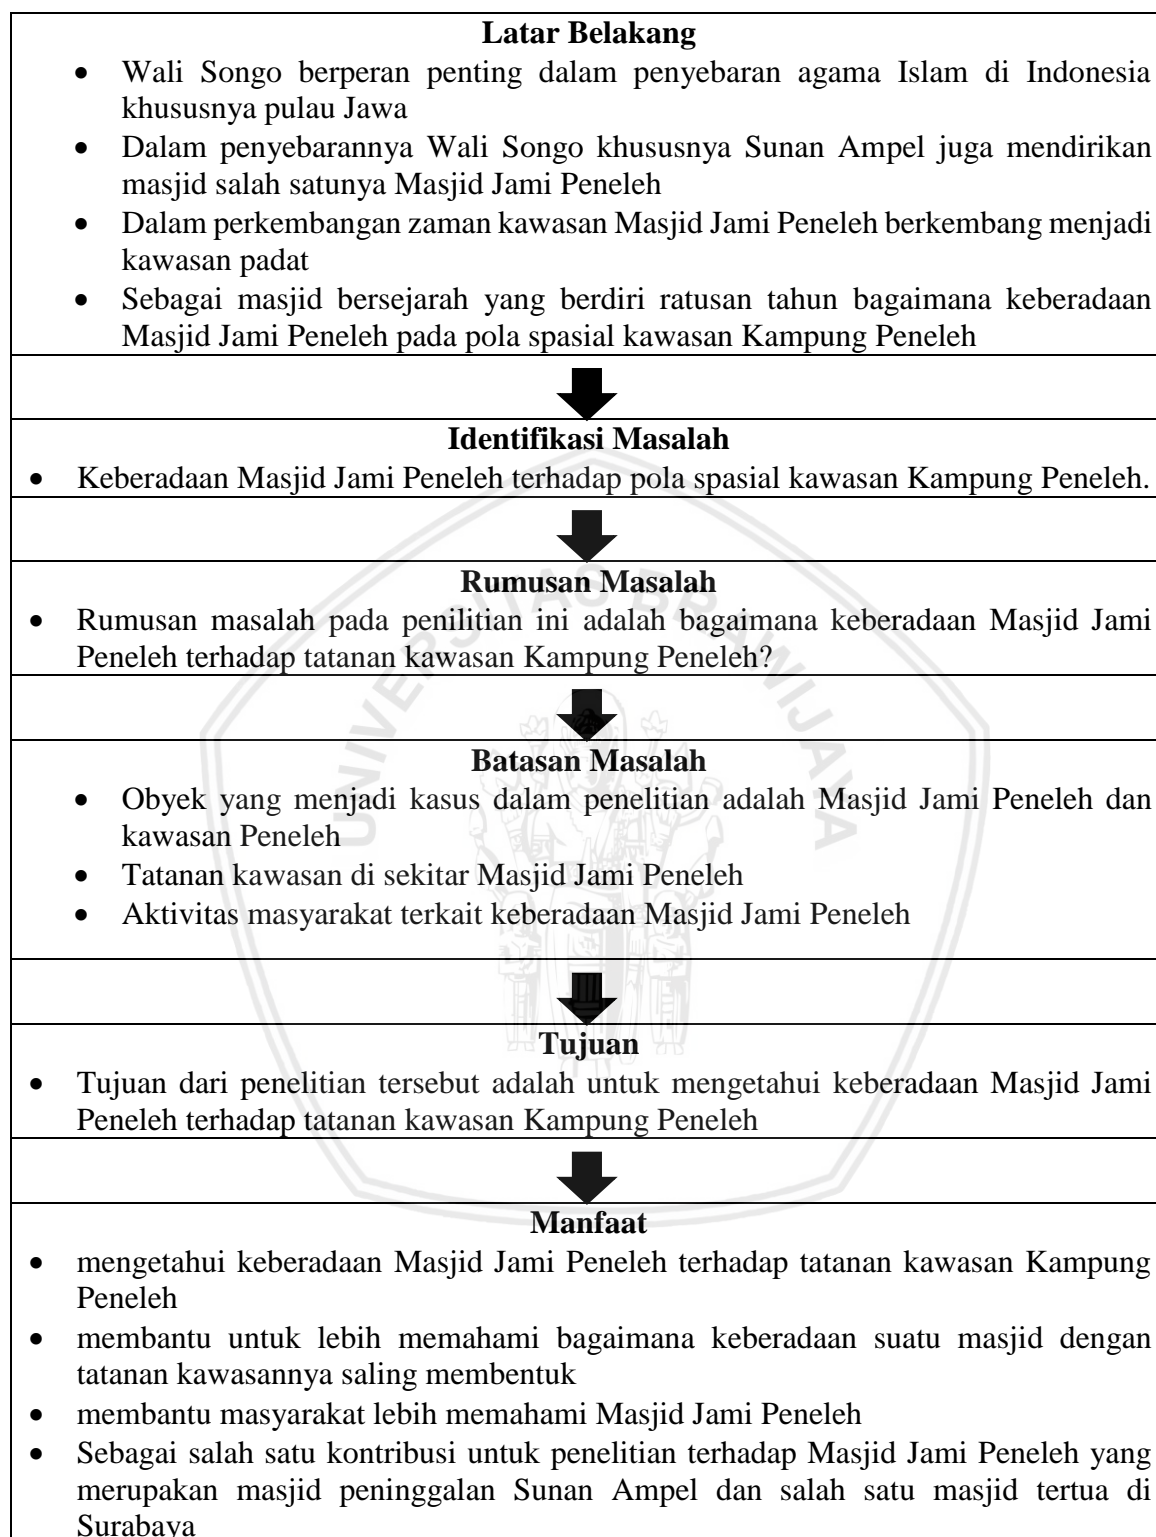 Latar Belakang
• Wali Songo berperan penting dalam penyebaran agama Islam di Indonesia
khususnya pulau Jawa
• Dalam penyebarannya Wali Songo khususnya Sunan Ampel juga mendirikan
masjid salah satunya Masjid Jami Peneleh
• Dalam perkembangan zaman kawasan Masjid Jami Peneleh berkembang menjadi
kawasan padat
• Sebagai masjid bersejarah yang berdiri ratusan tahun bagaimana keberadaan
Masjid Jami Peneleh pada pola spasial kawasan Kampung Peneleh
Identifikasi Masalah
• Keberadaan Masjid Jami Peneleh terhadap pola spasial kawasan Kampung Peneleh.
Rumusan Masalah
• Rumusan masalah pada penilitian ini adalah bagaimana keberadaan Masjid Jami
Peneleh terhadap tatanan kawasan Kampung Peneleh?
Batasan Masalah
• Obyek yang menjadi kasus dalam penelitian adalah Masjid Jami Peneleh dan
kawasan Peneleh
• Tatanan kawasan di sekitar Masjid Jami Peneleh
• Aktivitas masyarakat terkait keberadaan Masjid Jami Peneleh
Tujuan
• Tujuan dari penelitian tersebut adalah untuk mengetahui keberadaan Masjid Jami
Peneleh terhadap tatanan kawasan Kampung Peneleh
Manfaat
• mengetahui keberadaan Masjid Jami Peneleh terhadap tatanan kawasan Kampung
Peneleh
• membantu untuk lebih memahami bagaimana keberadaan suatu masjid dengan
tatanan kawasannya saling membentuk
• membantu masyarakat lebih memahami Masjid Jami Peneleh
• Sebagai salah satu kontribusi untuk penelitian terhadap Masjid Jami Peneleh yang
merupakan masjid peninggalan Sunan Ampel dan salah satu masjid tertua di
Surabaya
UNIVERSITAS BRAWIJAYA